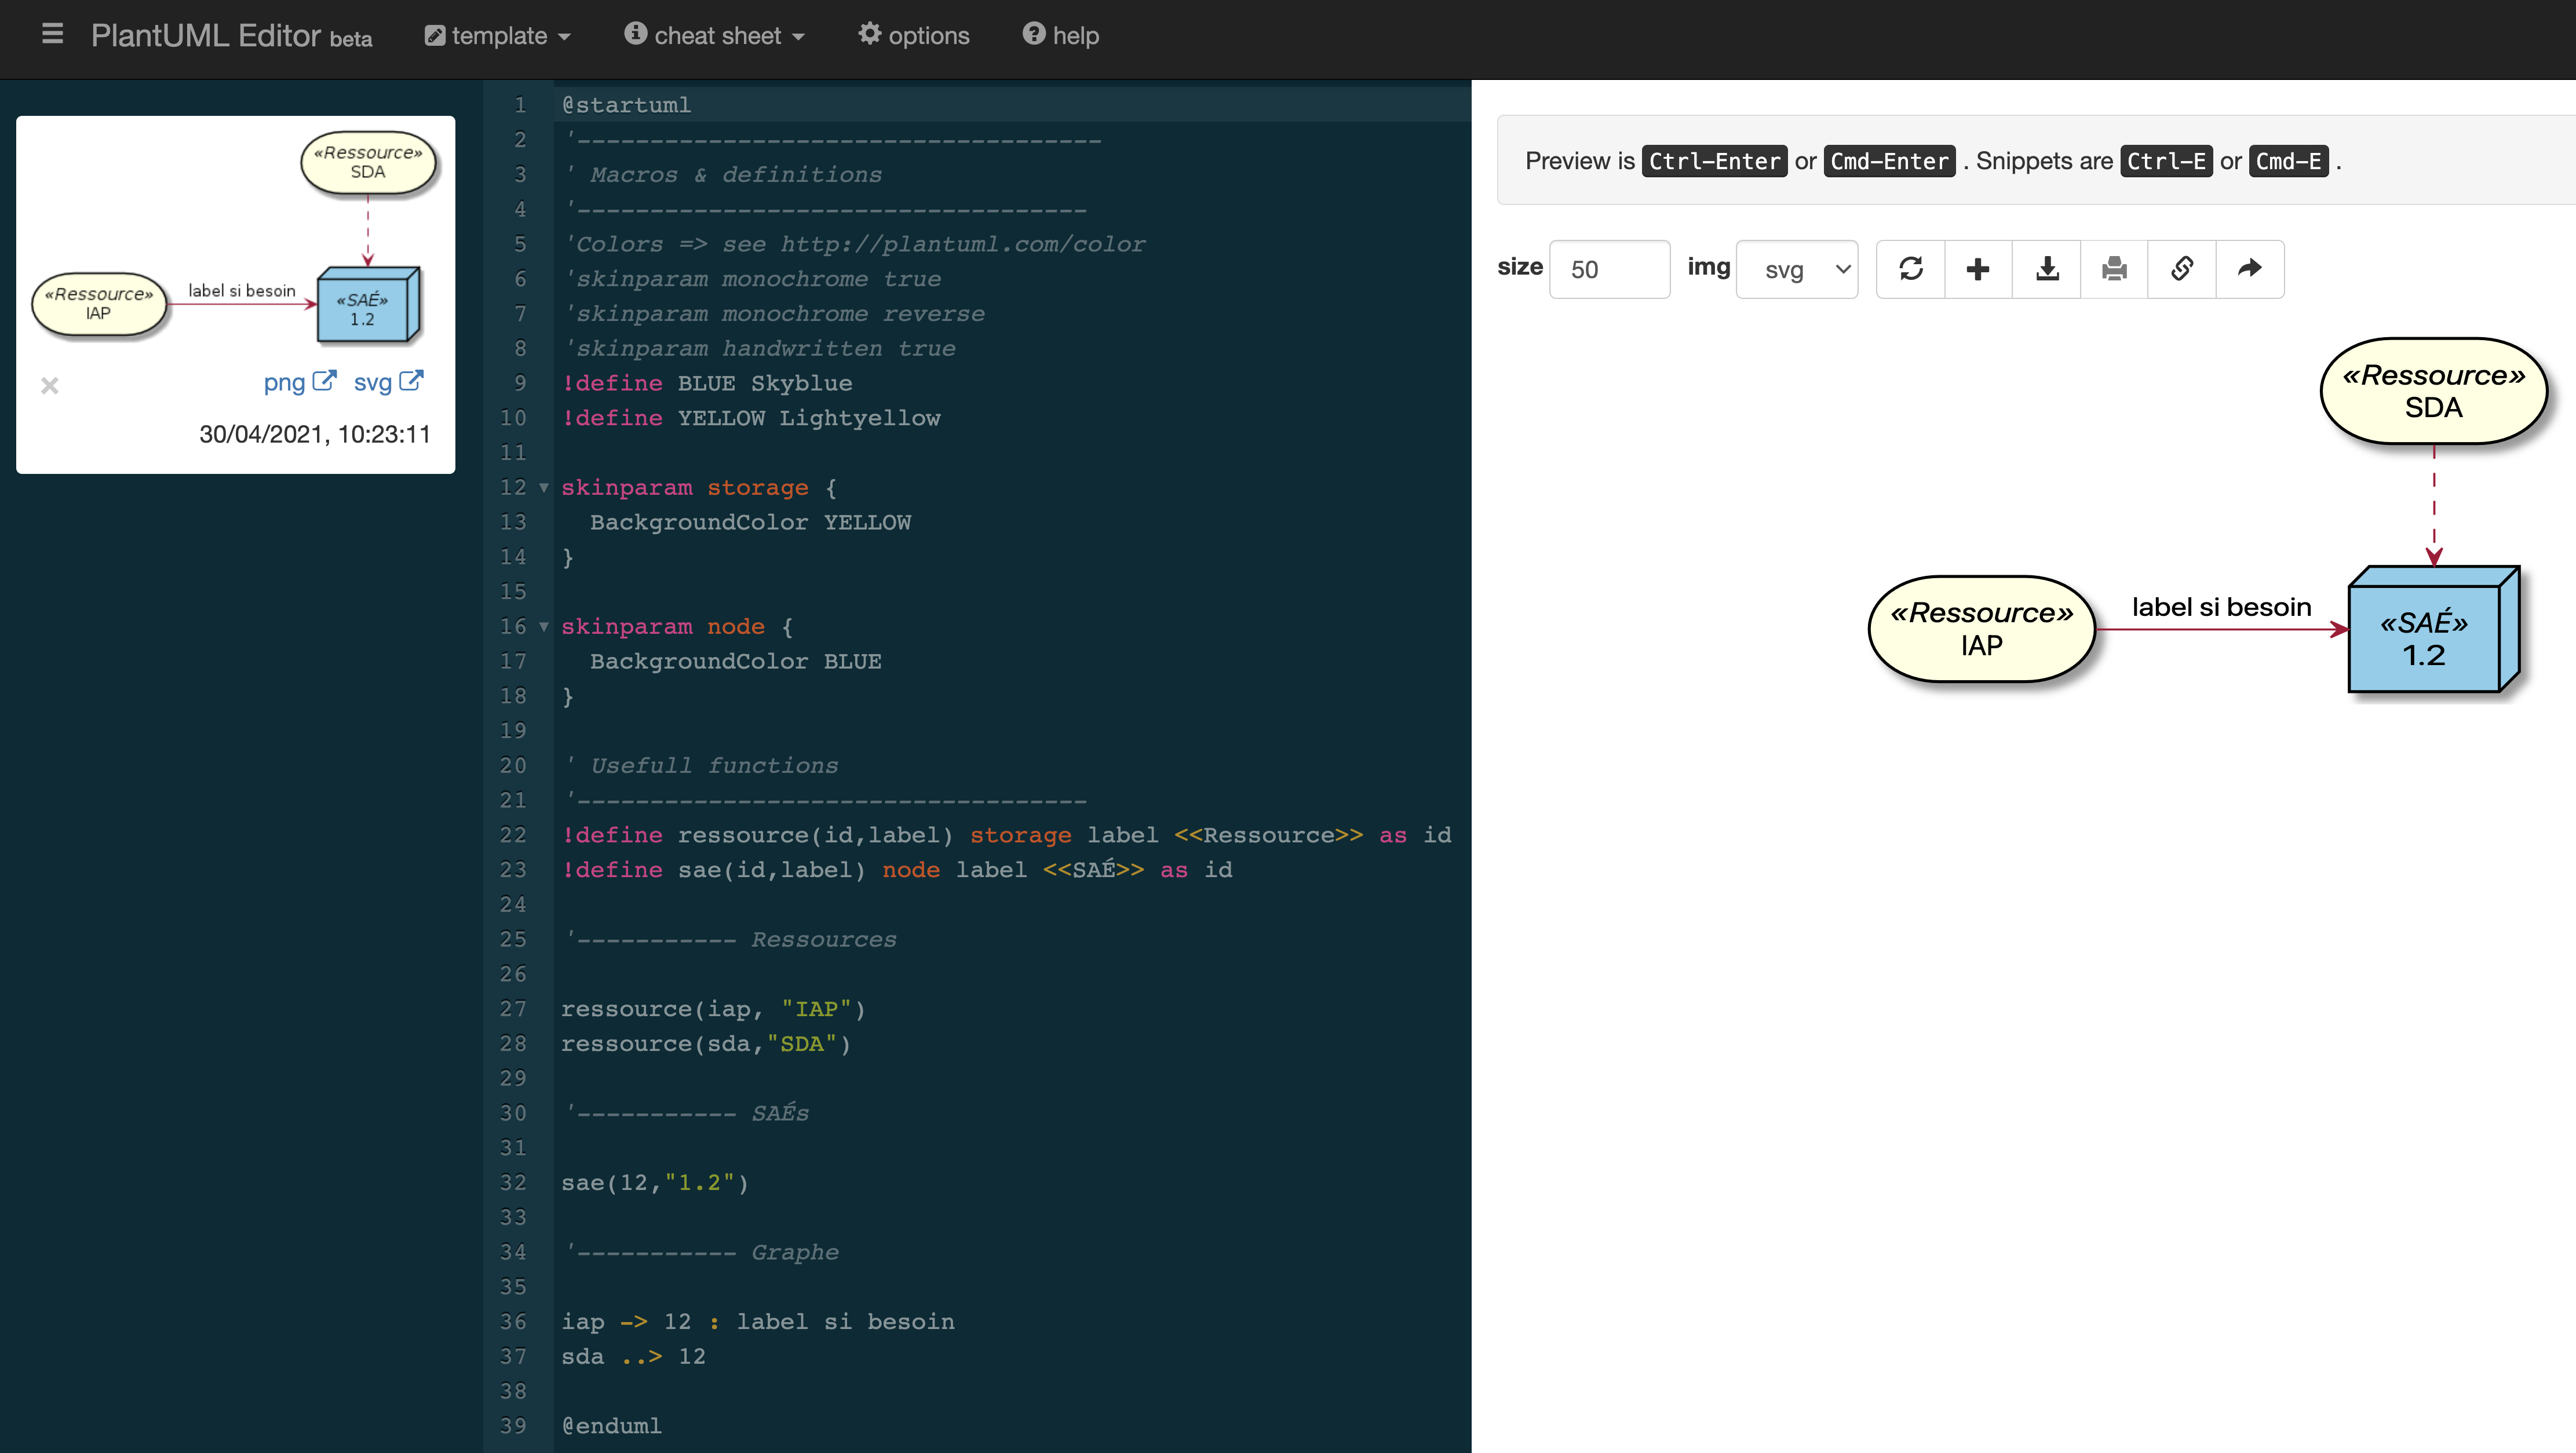 PlantUML Editor beta
template
cheat sheet
options
help
«Ressource»
SDA
«Ressource»
IAP
label si besoin
«SAÉ»
1.2
×
png
svg
30/04/2021, 10:23:11
1 @startuml
2 '------------------------------------
3 ' Macros & definitions
4 '-----------------------------------
5 'Colors => see http://plantuml.com/color
6 'skinparam monochrome true
7 'skinparam monochrome reverse
8 'skinparam handwritten true
9 !define BLUE Skyblue
10 !define YELLOW Lightyellow
11
12 skinparam storage {
13   BackgroundColor YELLOW
14 }
15
16 skinparam node {
17   BackgroundColor BLUE
18 }
19
20 ' Usefull functions
21 '-----------------------------------
22 !define ressource(id,label) storage label <<Ressource>> as id
23 !define sae(id,label) node label <<SAÉ>> as id
24
25 '----------- Ressources
26
27 ressource(iap, "IAP")
28 ressource(sda,"SDA")
29
30 '----------- SAÉs
31
32 sae(12,"1.2")
33
34 '----------- Graphe
35
36 iap -> 12 : label si besoin
37 sda ..> 12
38
39 @enduml
Preview is Ctrl-Enter or Cmd-Enter . Snippets are Ctrl-E or Cmd-E .
size 50 img svg
«Ressource»
SDA
«Ressource»
IAP
label si besoin
«SAÉ»
1.2